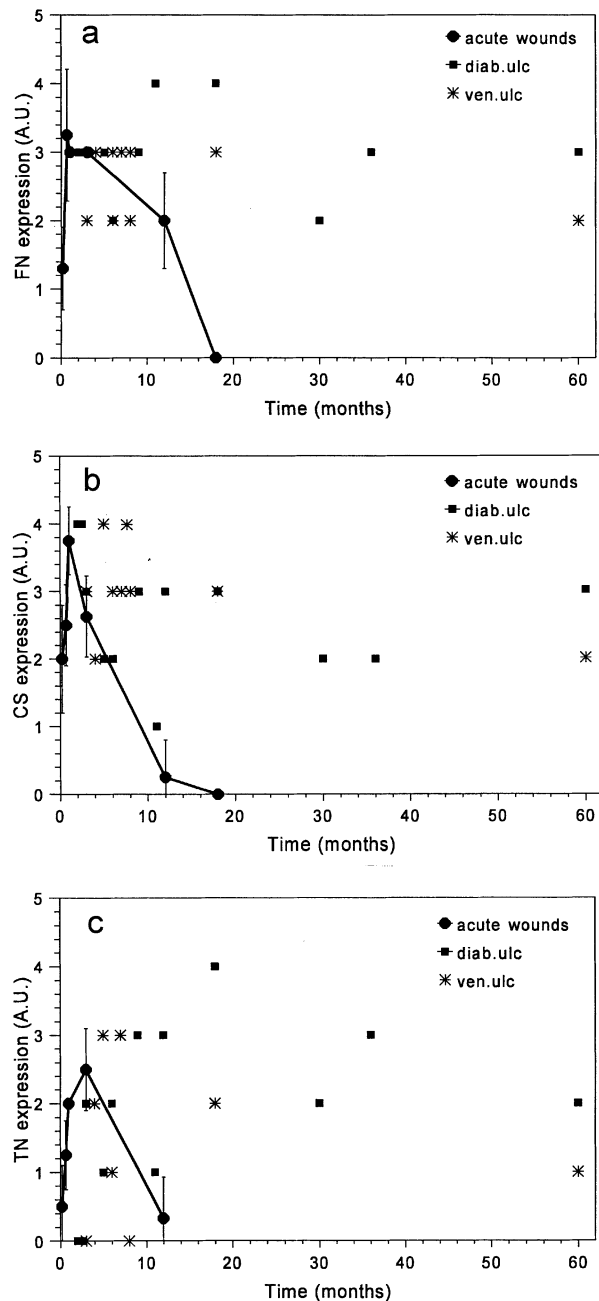 a
acute wounds
diab.ulc
ven.ulc
FN expression (A.U.)
5
4
3
2
1
0
0 10 20 30 40 50 60
Time (months)
b
acute wounds
diab.ulc
ven.ulc
CS expression (A.U.)
5
4
3
2
1
0
0 10 20 30 40 50 60
Time (months)
c
acute wounds
diab.ulc
ven.ulc
TN expression (A.U.)
5
4
3
2
1
0
0 10 20 30 40 50 60
Time (months)